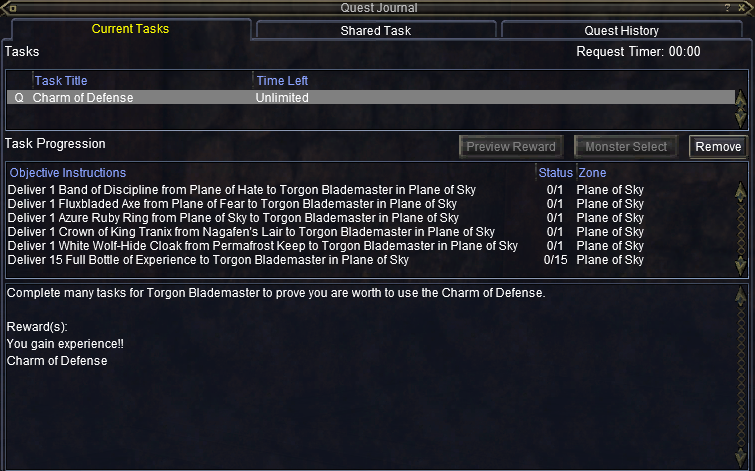 Quest Journal
Current Tasks Shared Task Quest History
Tasks Request Timer: 00:00
Task Title Time Left
Q Charm of Defense Unlimited
Task Progression Preview Reward Monster Select Remove
Objective Instructions Status Zone
Deliver 1 Band of Discipline from Plane of Hate to Torgon Blademaster in Plane of Sky 0/1 Plane of Sky
Deliver 1 Fluxbladed Axe from Plane of Fear to Torgon Blademaster in Plane of Sky 0/1 Plane of Sky
Deliver 1 Azure Ruby Ring from Plane of Sky to Torgon Blademaster in Plane of Sky 0/1 Plane of Sky
Deliver 1 Crown of King Tranix from Nagafen's Lair to Torgon Blademaster in Plane of Sky 0/1 Plane of Sky
Deliver 1 White Wolf-Hide Cloak from Permafrost Keep to Torgon Blademaster in Plane of Sky 0/1 Plane of Sky
Deliver 15 Full Bottle of Experience to Torgon Blademaster in Plane of Sky 0/15 Plane of Sky
Complete many tasks for Torgon Blademaster to prove you are worth to use the Charm of Defense.
Reward(s):
You gain experience!!
Charm of Defense